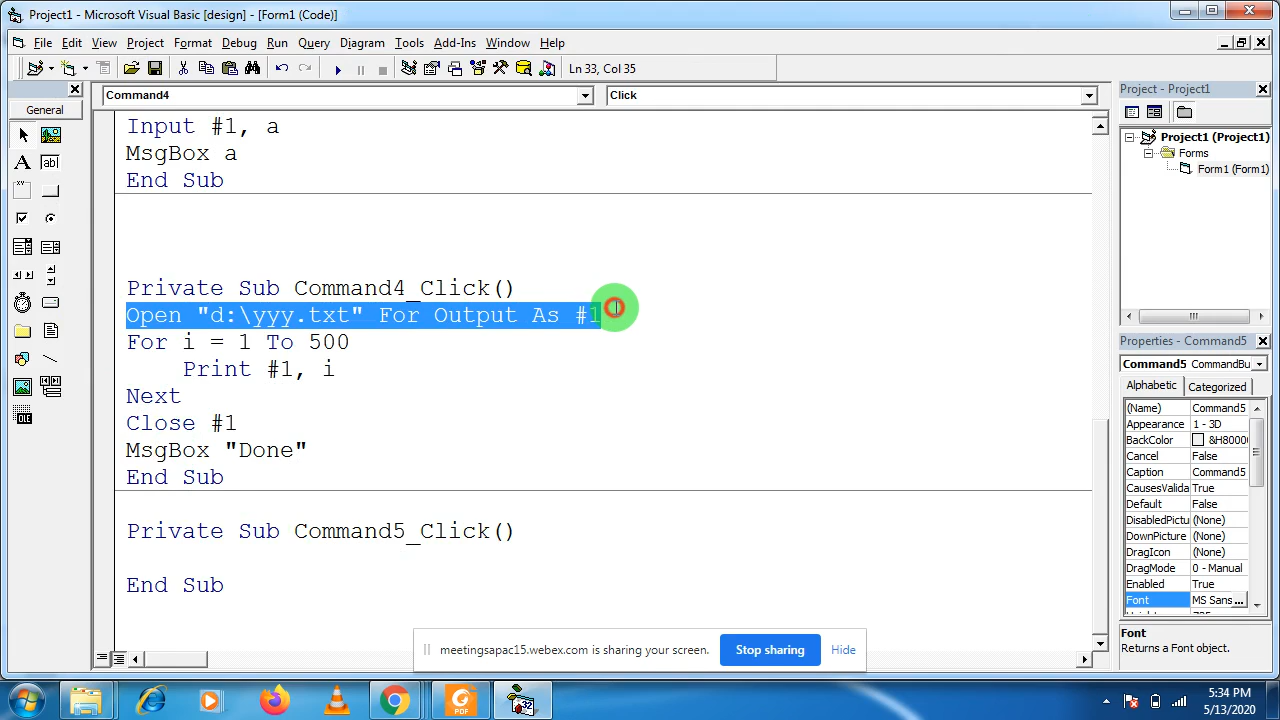 Project1 - Microsoft Visual Basic [design] - [Form1 (Code)]
File Edit View Project Format Debug Run Query Diagram Tools Add-Ins Window Help
Ln 33, Col 35
General
Command4
Click
Input #1, a
MsgBox a
End Sub
Private Sub Command4_Click()
Open "d:\yyy.txt" For Output As #1
For i = 1 To 500
Print #1, i
Next
Close #1
MsgBox "Done"
End Sub
Private Sub Command5_Click()
End Sub
Project - Project1
Project1 (Project1)
Forms
Form1 (Form1)
Properties - Command5
Command5 CommandBu
Alphabetic Categorized
(Name) Command5
Appearance 1 - 3D
BackColor &H8000
Cancel False
Caption Command5
CausesValida True
Default False
DisabledPictu (None)
DownPicture (None)
DragIcon (None)
DragMode 0 - Manual
Enabled True
Font MS Sans ...
Font
Returns a Font object.
meetingsapac15.webex.com is sharing your screen.
Stop sharing
Hide
PDF
32
5:34 PM
5/13/2020